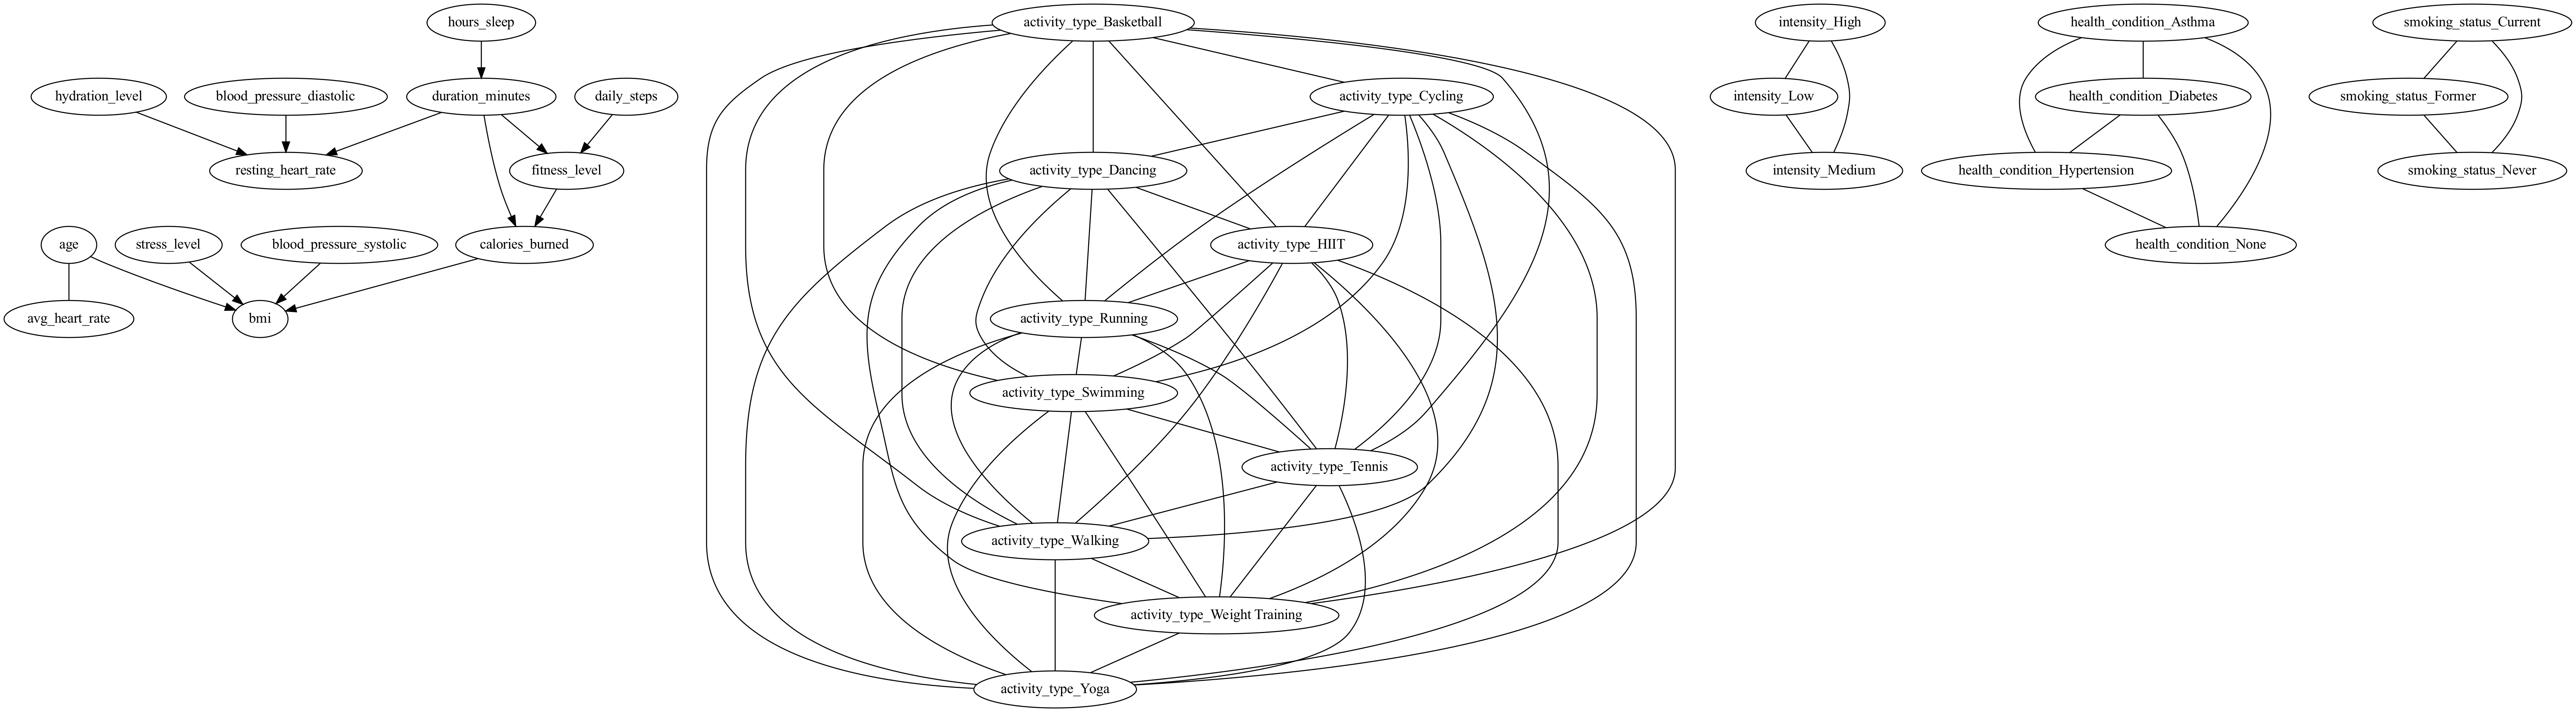 hours_sleep
activity_type_Basketball
intensity_High
health_condition_Asthma
smoking_status_Current
hydration_level
blood_pressure_diastolic
duration_minutes
daily_steps
activity_type_Cycling
intensity_Low
health_condition_Diabetes
smoking_status_Former
resting_heart_rate
fitness_level
activity_type_Dancing
intensity_Medium
health_condition_Hypertension
smoking_status_Never
age
stress_level
blood_pressure_systolic
calories_burned
activity_type_HIIT
health_condition_None
avg_heart_rate
bmi
activity_type_Running
activity_type_Swimming
activity_type_Tennis
activity_type_Walking
activity_type_Weight Training
activity_type_Yoga